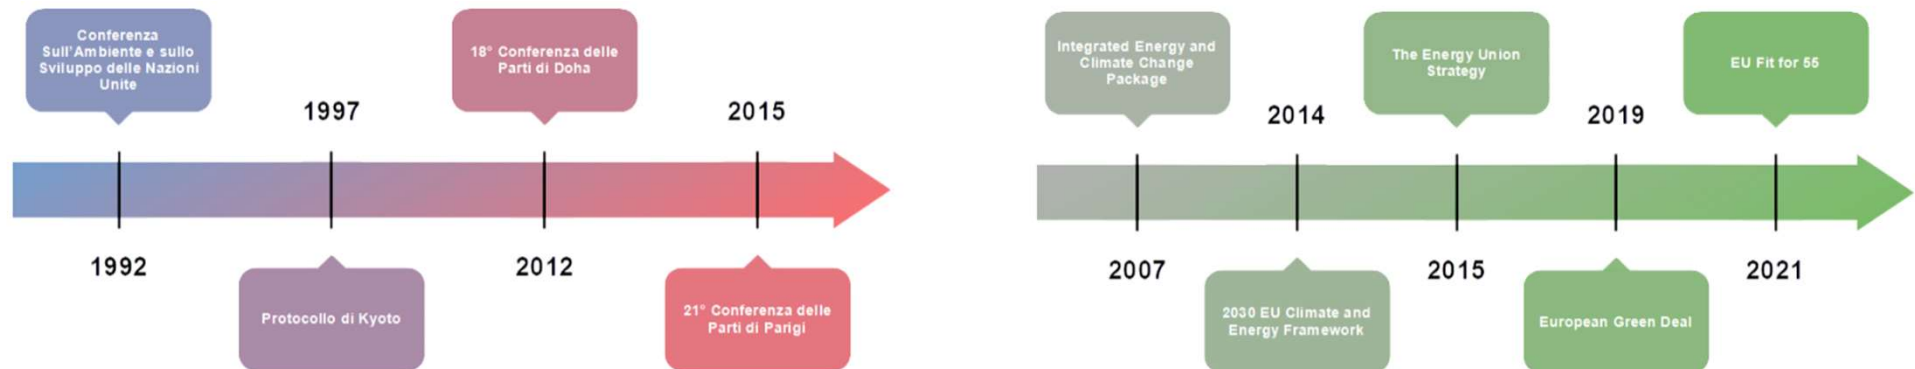 Conferenza
Sull'Ambiente e sullo
Sviluppo delle Nazioni
Unite
1992
1997
Protocollo di Kyoto
18° Conferenza delle
Parti di Doha
2012
2015
21° Conferenza delle
Parti di Parigi
Integrated Energy and
Climate Change
Package
2007
2014
2030 EU Climate and
Energy Framework
The Energy Union
Strategy
2015
2019
European Green Deal
EU Fit for 55
2021